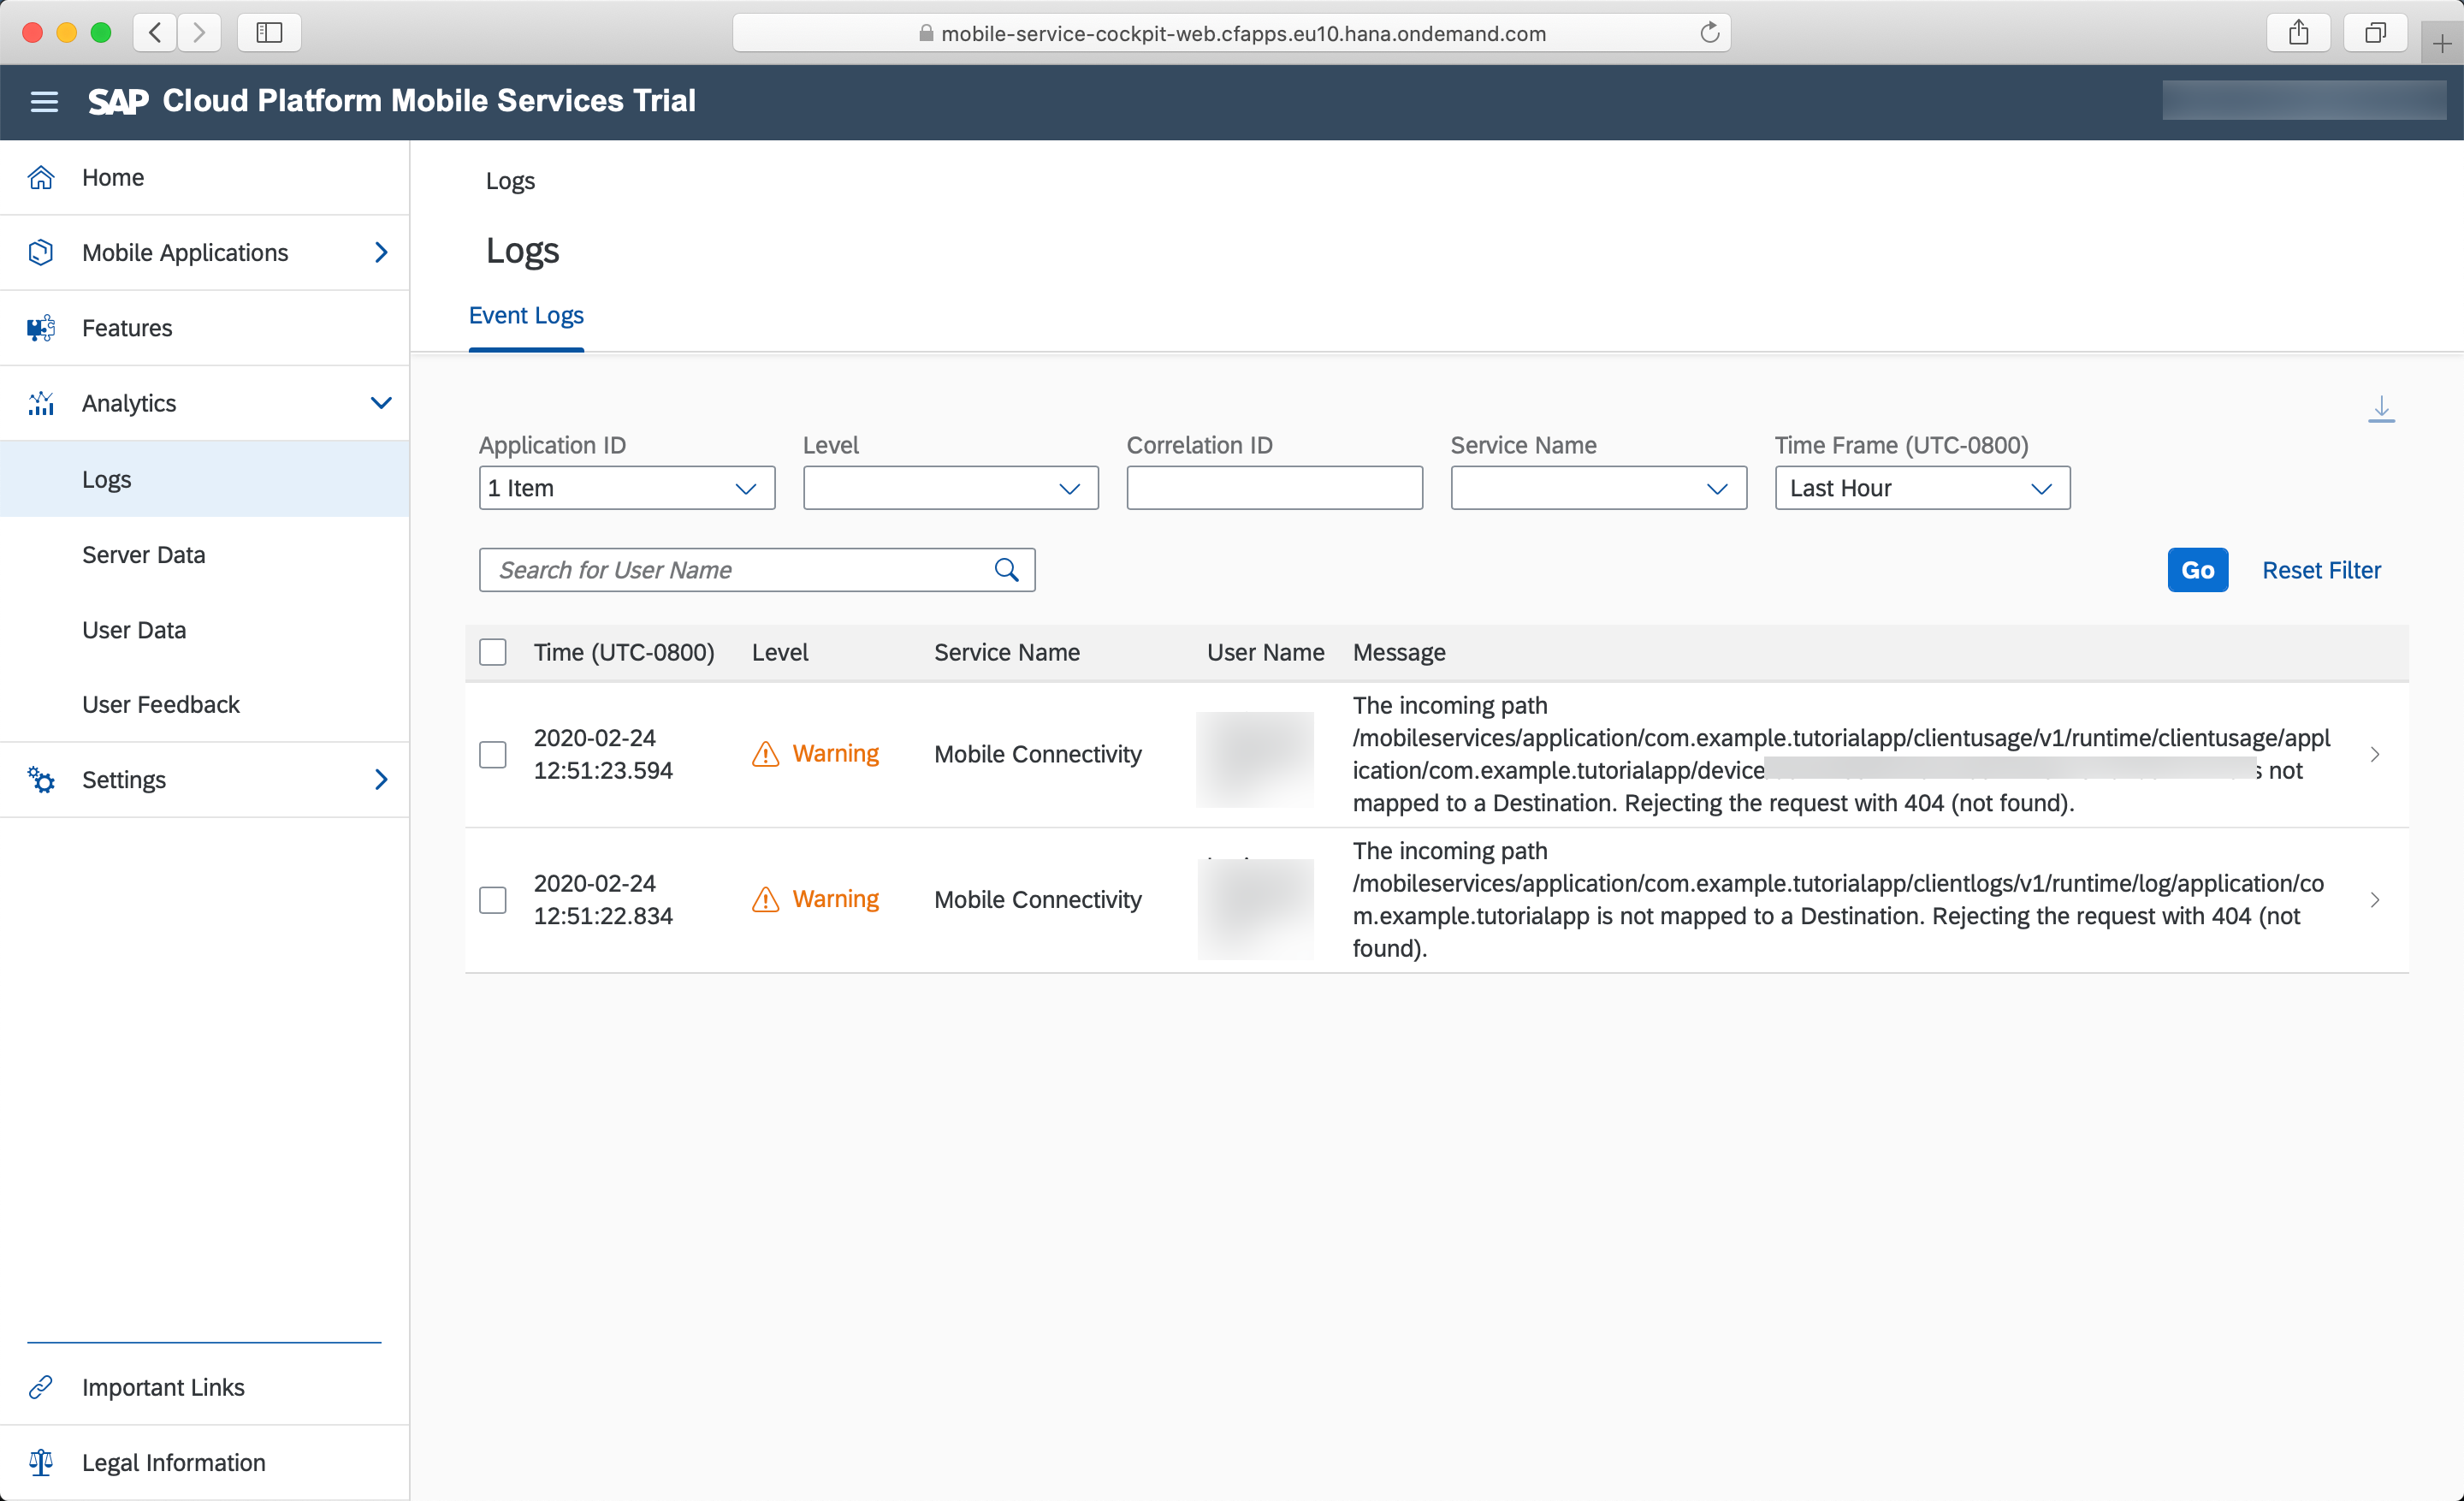 mobile-service-cockpit-web.cfapps.eu10.hana.ondemand.com
SAP Cloud Platform Mobile Services Trial
Home
Mobile Applications
Features
Analytics
Logs
Server Data
User Data
User Feedback
Settings
Important Links
Legal Information
Logs
Logs
Event Logs
Application ID
1 Item
Level
Correlation ID
Service Name
Time Frame (UTC-0800)
Last Hour
Search for User Name
Go
Reset Filter
Time (UTC-0800) Level Service Name User Name Message
2020-02-24
12:51:23.594
Warning
Mobile Connectivity
The incoming path
/mobileservices/application/com.example.tutorialapp/clientusage/v1/runtime/clientusage/appl
ication/com.example.tutorialapp/device not
mapped to a Destination. Rejecting the request with 404 (not found).
2020-02-24
12:51:22.834
Warning
Mobile Connectivity
The incoming path
/mobileservices/application/com.example.tutorialapp/clientlogs/v1/runtime/log/application/co
m.example.tutorialapp is not mapped to a Destination. Rejecting the request with 404 (not
found).